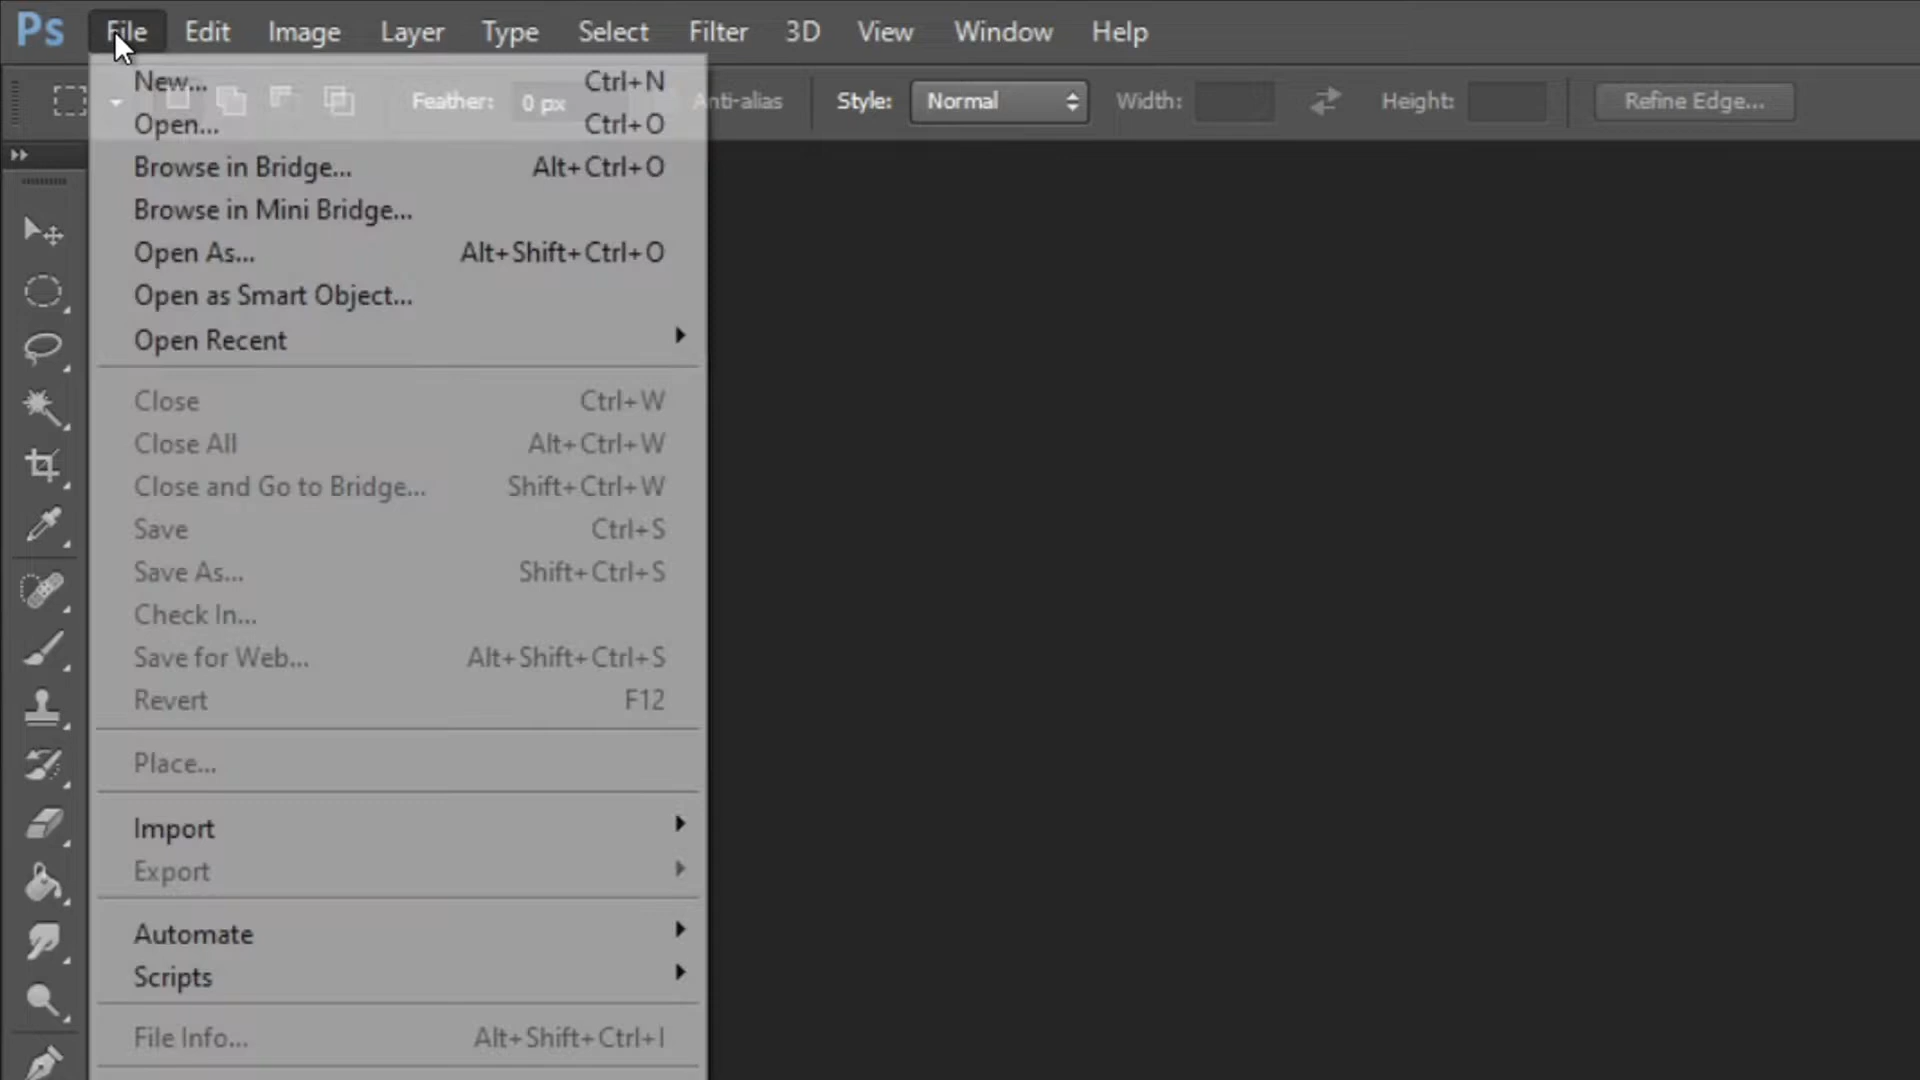 Ps File Edit Image Layer Type Select Filter 3D View Window Help
New... Ctrl+N
Feather: 0 px Anti-alias Style: Normal Width: Height: Refine Edge...
Open... Ctrl+O
Browse in Bridge... Alt+Ctrl+O
Browse in Mini Bridge...
Open As... Alt+Shift+Ctrl+O
Open as Smart Object...
Open Recent
Close Ctrl+W
Close All Alt+Ctrl+W
Close and Go to Bridge... Shift+Ctrl+W
Save Ctrl+S
Save As... Shift+Ctrl+S
Check In...
Save for Web... Alt+Shift+Ctrl+S
Revert F12
Place...
Import
Export
Automate
Scripts
File Info... Alt+Shift+Ctrl+I